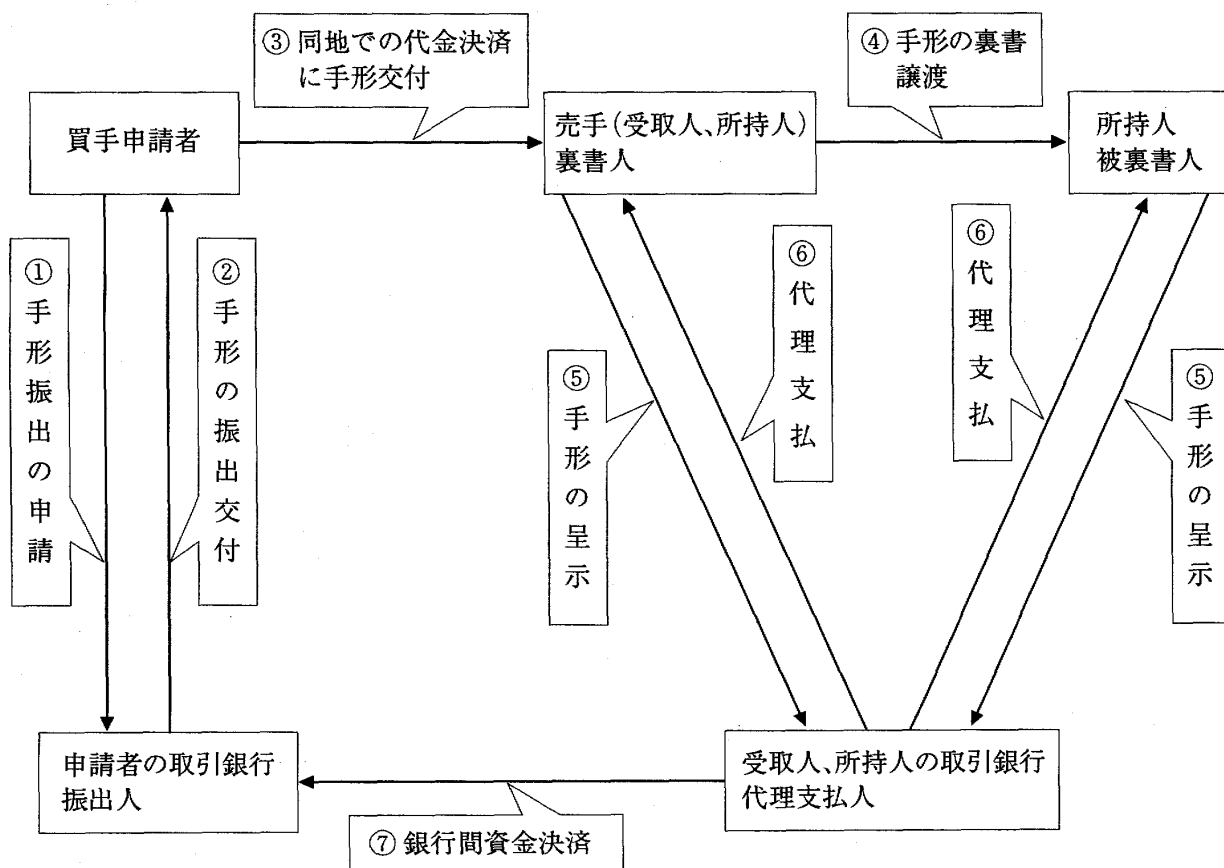 ③ 同地での代金決済
に手形交付
④ 手形の裏書
譲渡
買手申請者
売手(受取人、所持人)
裏書人
所持人
被裏書人
①手形振出の申請
②手形の振出交付
⑤手形の呈示
⑥代理支払
⑥代理支払
⑤手形の呈示
申請者の取引銀行
振出人
受取人、所持人の取引銀行
代理支払人
⑦ 銀行間資金決済